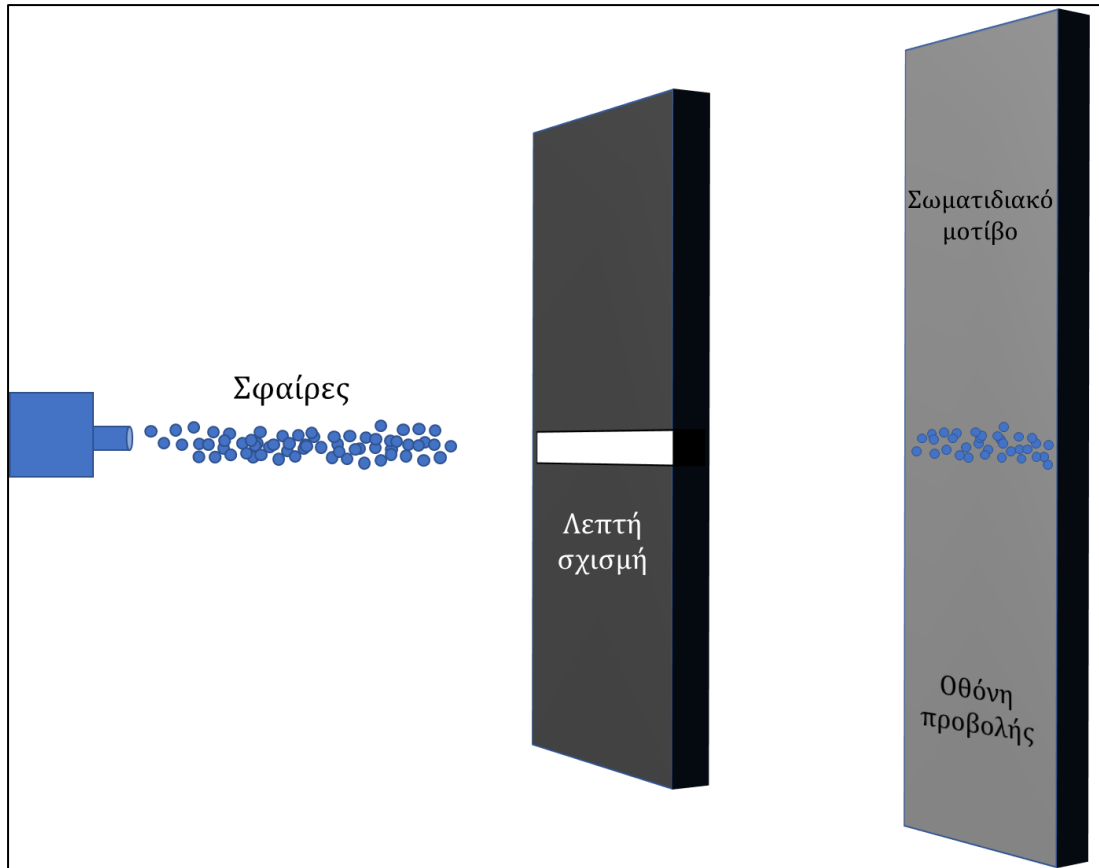 Σφαίρες
Λεπτή
σχισμή
Σωματιδιακό
μοτίβο
Οθόνη
προβολής